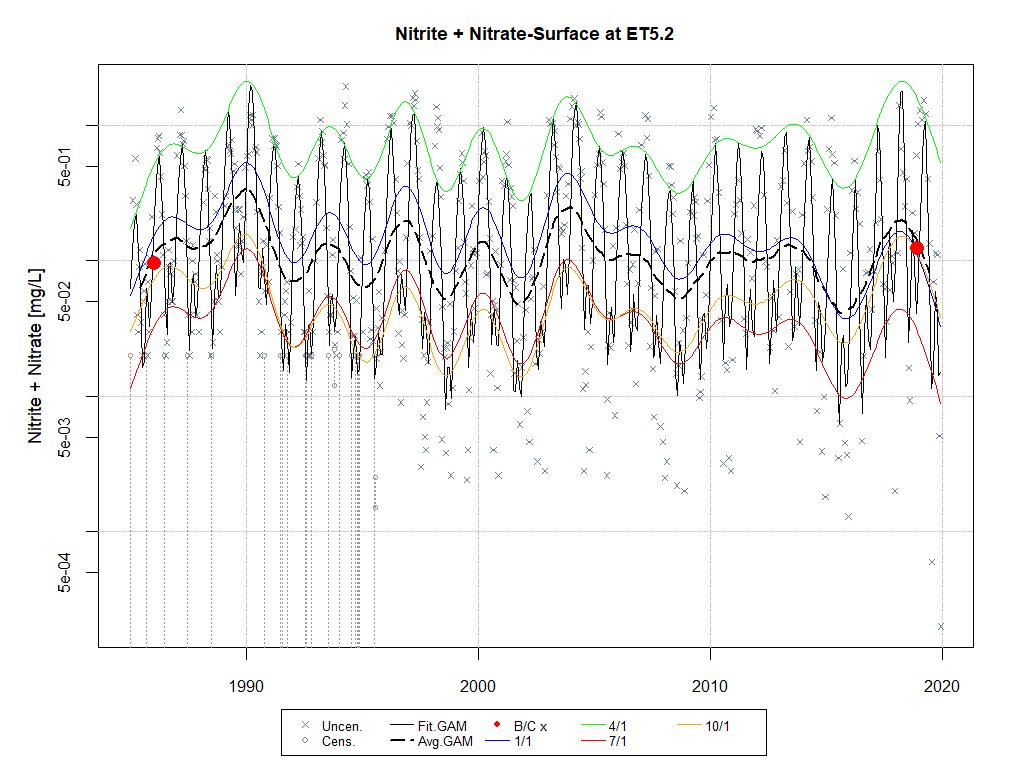 Nitrite + Nitrate-Surface at ET5.2
Nitrite + Nitrate [mg/L]
5e-01
5e-02
5e-03
5e-04
1990 2000 2010 2020
Uncen. Fit.GAM B/C x 4/1 10/1
Cens. Avg.GAM 1/1 7/1